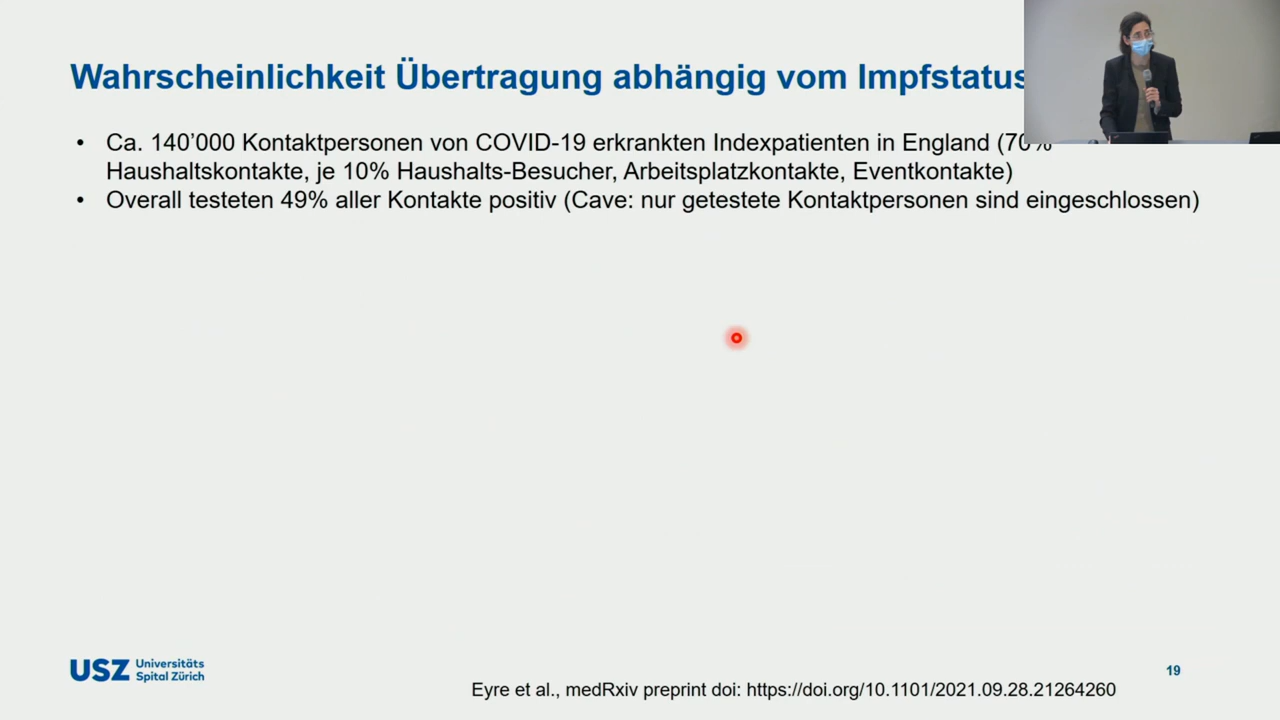 Wahrscheinlichkeit Übertragung abhängig vom Impfstatus
• Ca. 140’000 Kontaktpersonen von COVID-19 erkrankten Indexpatienten in England (70%
Haushaltskontakte, je 10% Haushalts-Besucher, Arbeitsplatzkontakte, Eventkontakte)
• Overall testeten 49% aller Kontakte positiv (Cave: nur getestete Kontaktpersonen sind eingeschlossen)
USZ Universitäts
Spital Zürich
19
Eyre et al., medRxiv preprint doi: https://doi.org/10.1101/2021.09.28.21264260